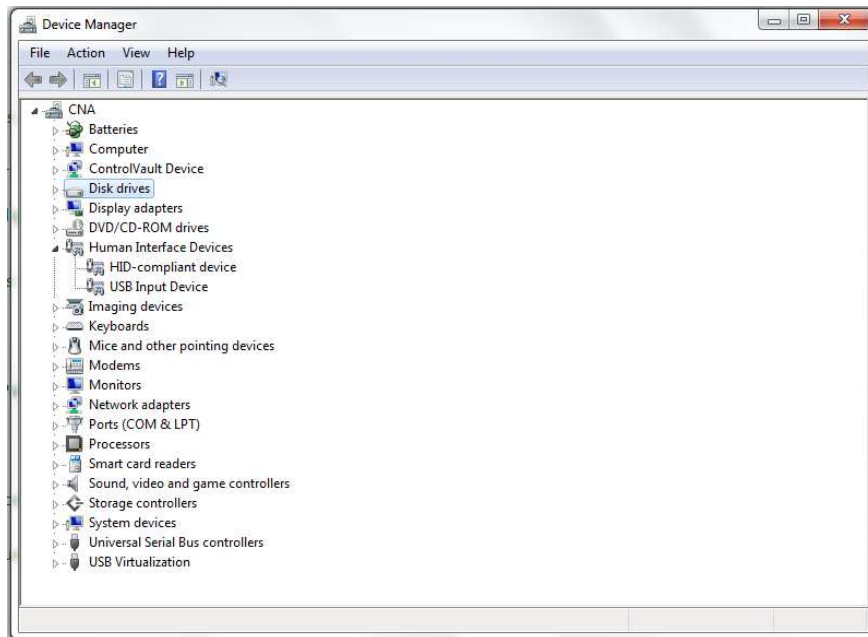 Device Manager
File Action View Help
CNA
Batteries
Computer
ControlVault Device
Disk drives
Display adapters
DVD/CD-ROM drives
Human Interface Devices
HID-compliant device
USB Input Device
Imaging devices
Keyboards
Mice and other pointing devices
Modems
Monitors
Network adapters
Ports (COM & LPT)
Processors
Smart card readers
Sound, video and game controllers
Storage controllers
System devices
Universal Serial Bus controllers
USB Virtualization